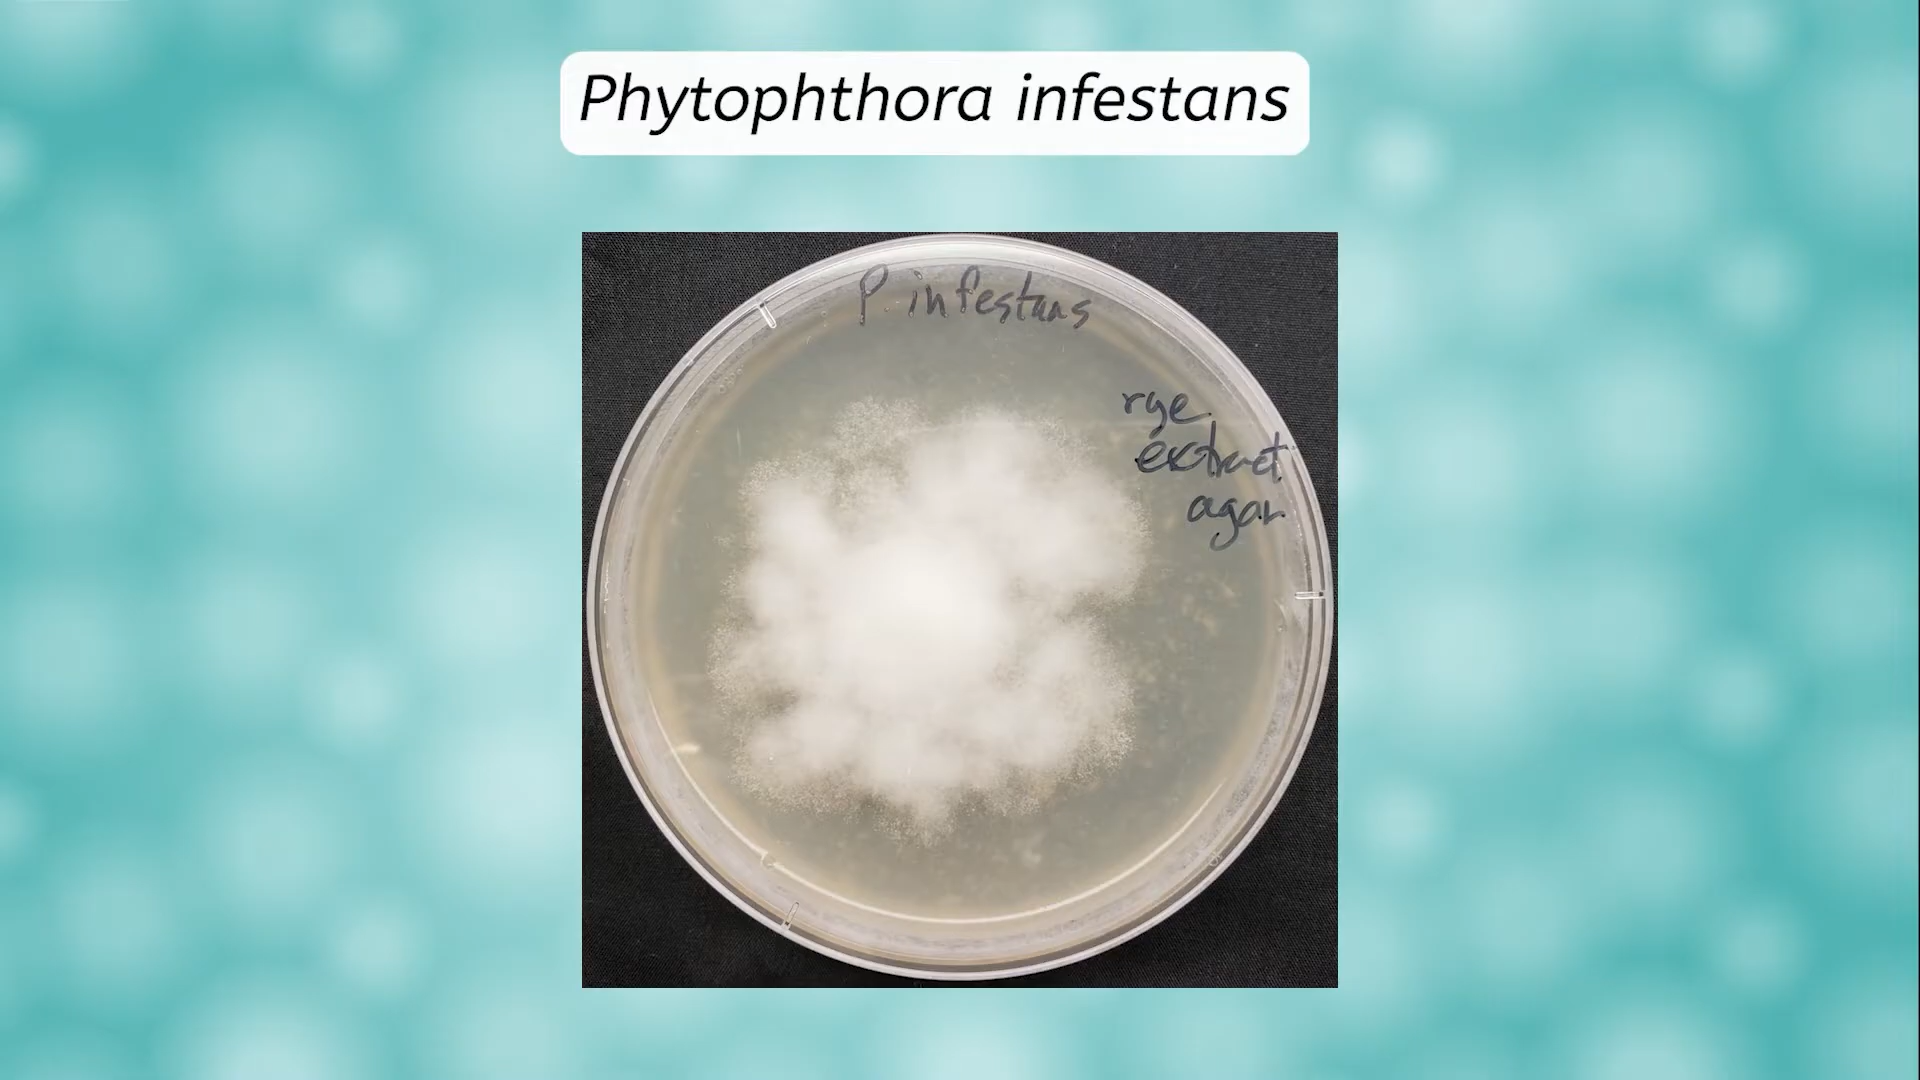 Phytophthora infestans
P. infestans
rye
extract
agar